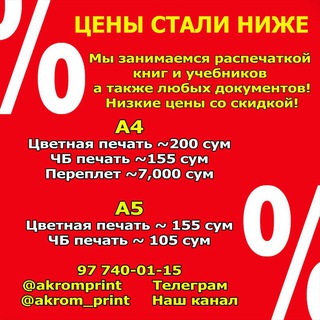 ЦЕНЫ СТАЛИ НИЖЕ
Мы занимаемся распечаткой
книг и учебников
а также любых документов!
Низкие цены со скидкой!
А4
Цветная печать ~200 сум
ЧБ печать ~155 сум
Переплет ~7,000 сум
А5
Цветная печать ~ 155 сум
ЧБ печать ~ 105 сум
97 740-01-15
@akromprint Телеграм
@akrom_print Наш канал
%
%